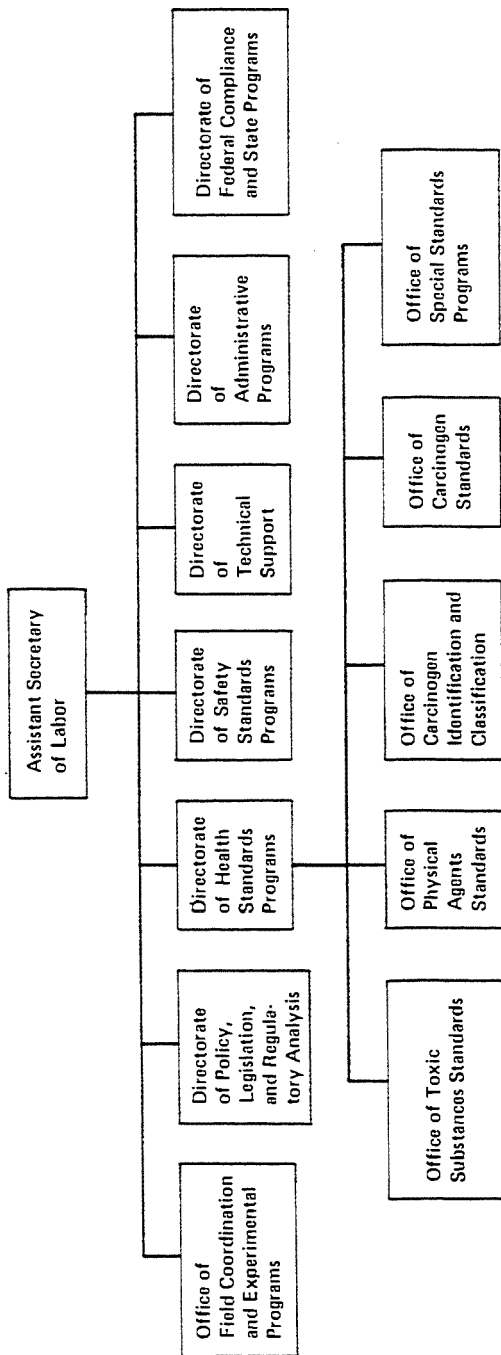 Assistant Secretary
of Labor
Office of
Field Coordination
and Experimental
Programs
Directorate
of Policy,
Legislation,
and Regula-
tory Analysis
Directorate
of Health
Standards
Programs
Directorate
of Safety
Standards
Programs
Directorate
of
Technical
Support
Directorate
of
Administrative
Programs
Directorate of
Federal Compliance
and State Programs
Office of Toxic
Substances Standards
Office of
Physical
Agents
Standards
Office of
Carcinogen
Identification and
Classification
Office of
Carcinogen
Standards
Office of
Special Standards
Programs